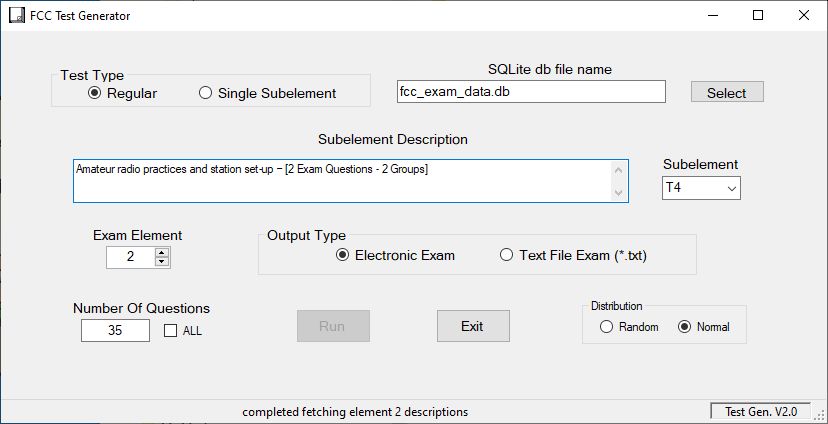 FCC Test Generator
Test Type
Regular
Single Subelement
SQLite db file name
fcc_exam_data.db
Select
Subelement Description
Amateur radio practices and station set-up – [2 Exam Questions - 2 Groups]
Subelement
T4
Exam Element
2
Output Type
Electronic Exam
Text File Exam (*.txt)
Number Of Questions
35
ALL
Run
Exit
Distribution
Random
Normal
completed fetching element 2 descriptions
Test Gen. V2.0